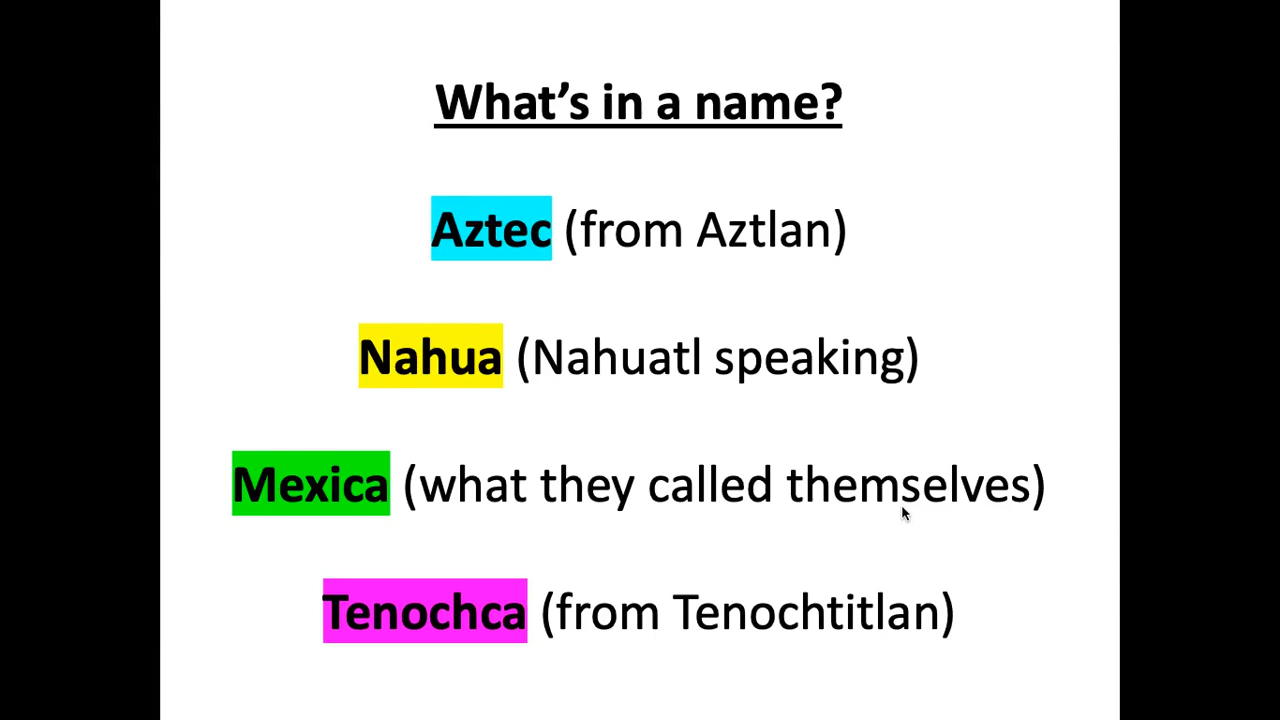 What’s in a name?
Aztec (from Aztlan)
Nahua (Nahuatl speaking)
Mexica (what they called themselves)
Tenochca (from Tenochtitlan)